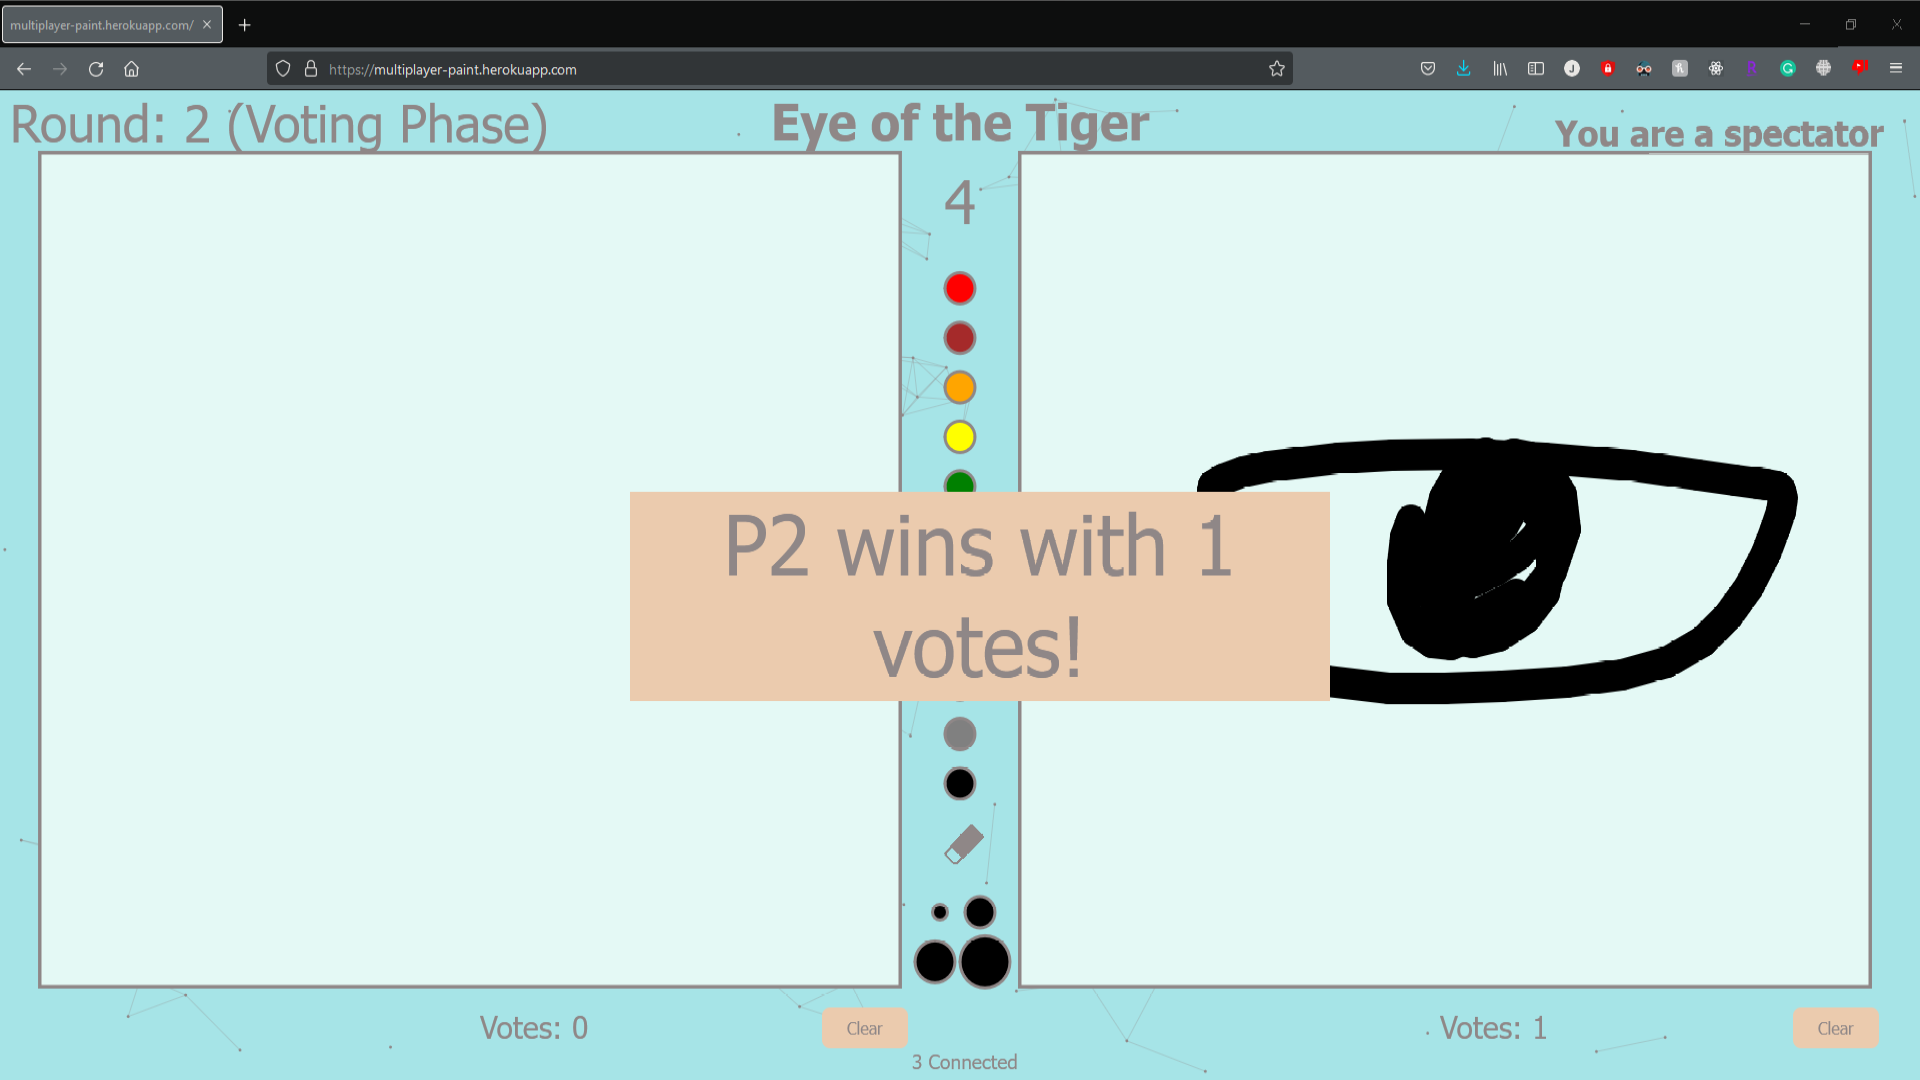 multiplayer-paint.herokuapp.com/
https://multiplayer-paint.herokuapp.com
Round: 2 (Voting Phase)
Eye of the Tiger
You are a spectator
4
P2 wins with 1
votes!
Votes: 0
Clear
Votes: 1
Clear
3 Connected